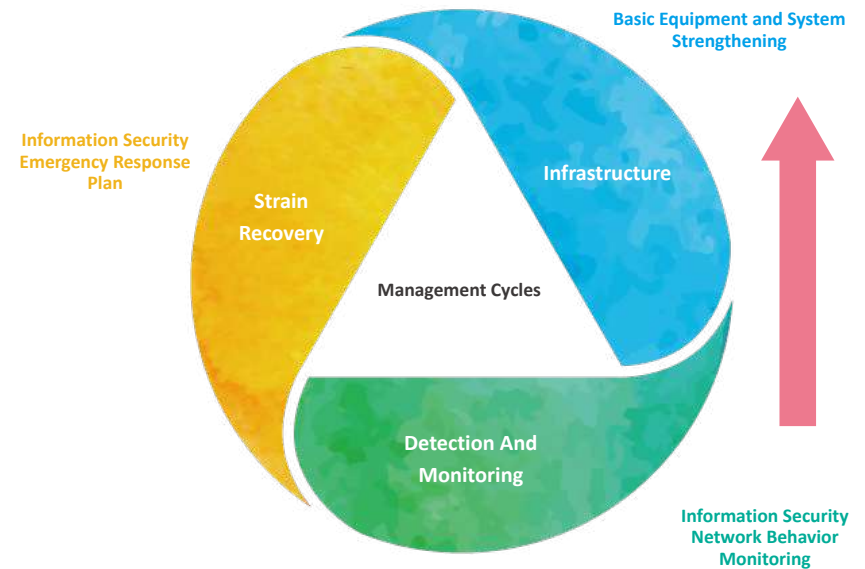 Basic Equipment and System
Strengthening
Information Security
Emergency Response
Plan
Infrastructure
Strain
Recovery
Management Cycles
Detection And
Monitoring
Information Security
Network Behavior
Monitoring